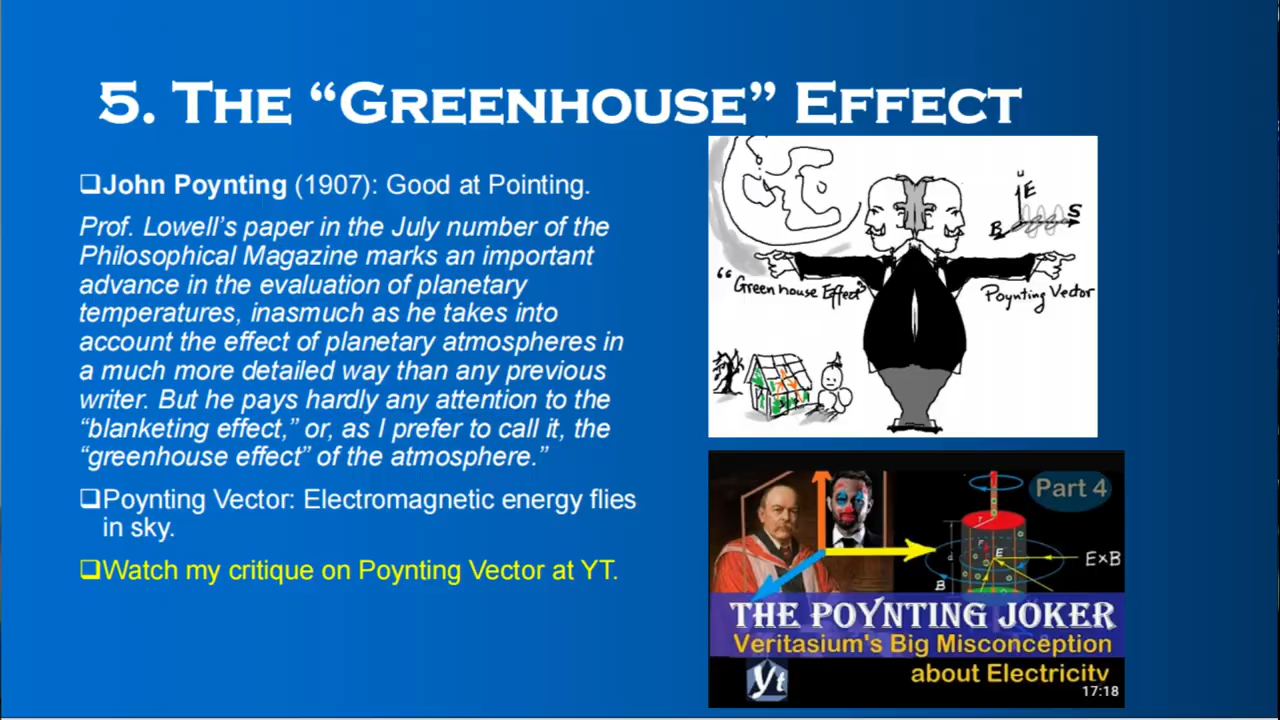 5. THE “GREENHOUSE” EFFECT
John Poynting (1907): Good at Pointing.
Prof. Lowell’s paper in the July number of the
Philosophical Magazine marks an important
advance in the evaluation of planetary
temperatures, inasmuch as he takes into
account the effect of planetary atmospheres in
a much more detailed way than any previous
writer. But he pays hardly any attention to the
“blanketing effect,” or, as I prefer to call it, the
“greenhouse effect” of the atmosphere.”
Poynting Vector: Electromagnetic energy flies
in sky.
Watch my critique on Poynting Vector at YT.
E
S
B
“Green house Effect”
Poynting Vector
Part 4
E
E×B
B
THE POYNTING JOKER
Veritasium's Big Misconception
about Electricity
yt
17:18